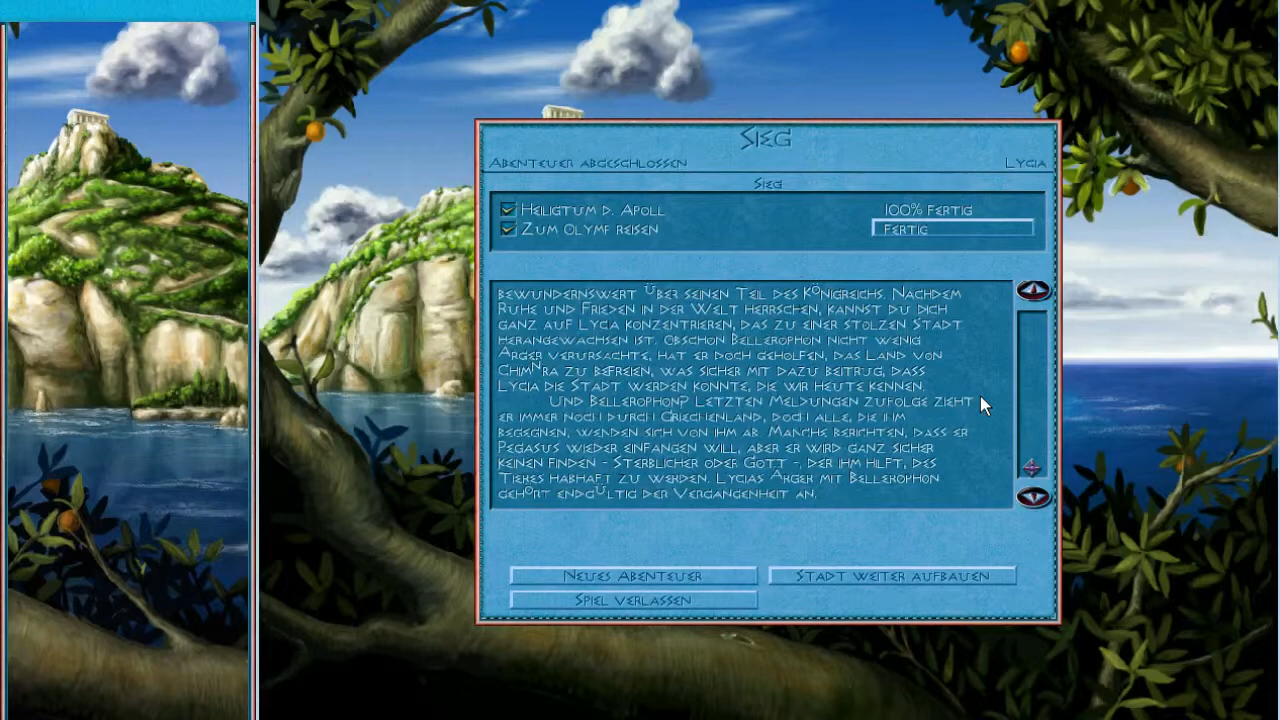 Sieg
Abenteuer abgeschlossen
Lycia
Sieg
Heiligtum d. Apoll
100% Fertig
Zum Olymp reisen
Fertig
bewundernswert über seinen Teil des Königreichs. Nachdem
Ruhe und Frieden in der Welt herrschen, kannst du dich
ganz auf Lycia konzentrieren, das zu einer stolzen Stadt
herangewachsen ist. Obschon Bellerophon nicht wenig
Ärger verursachte, hat er doch geholfen, das Land von
Chimära zu befreien, was sicher mit dazu beitrug, dass
Lycia die Stadt werden konnte, die wir heute kennen.
Und Bellerophon? Letzten Meldungen zufolge zieht
er immer noch durch Griechenland, doch alle, die ihm
begegnen, wenden sich von ihm ab. Manche berichten, dass er
Pegasus wieder einfangen will, aber er wird ganz sicher
keinen finden - Sterblicher oder Gott -, der ihm hilft, des
Tieres habhaft zu werden. Lycias Ärger mit Bellerophon
gehört endgültig der Vergangenheit an.
Neues Abenteuer
Stadt weiter aufbauen
Spiel verlassen